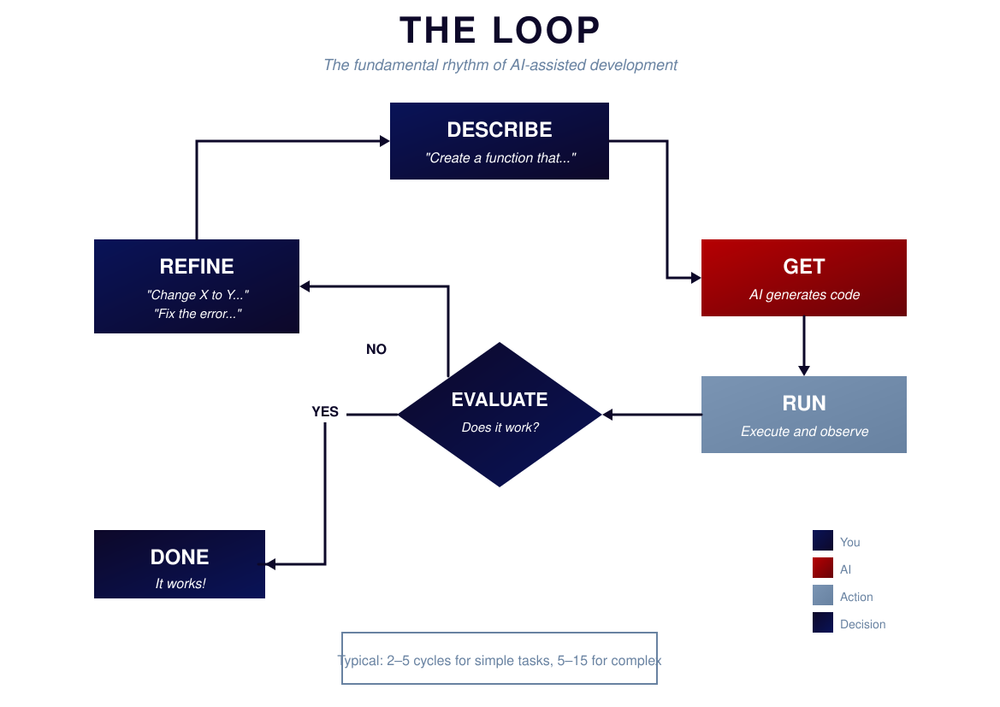 THE LOOP
The fundamental rhythm of AI-assisted development
DESCRIBE
"Create a function that..."
REFINE
"Change X to Y..."
"Fix the error..."
GET
AI generates code
NO
EVALUATE
Does it work?
YES
RUN
Execute and observe
DONE
It works!
You
AI
Action
Decision
Typical: 2–5 cycles for simple tasks, 5–15 for complex